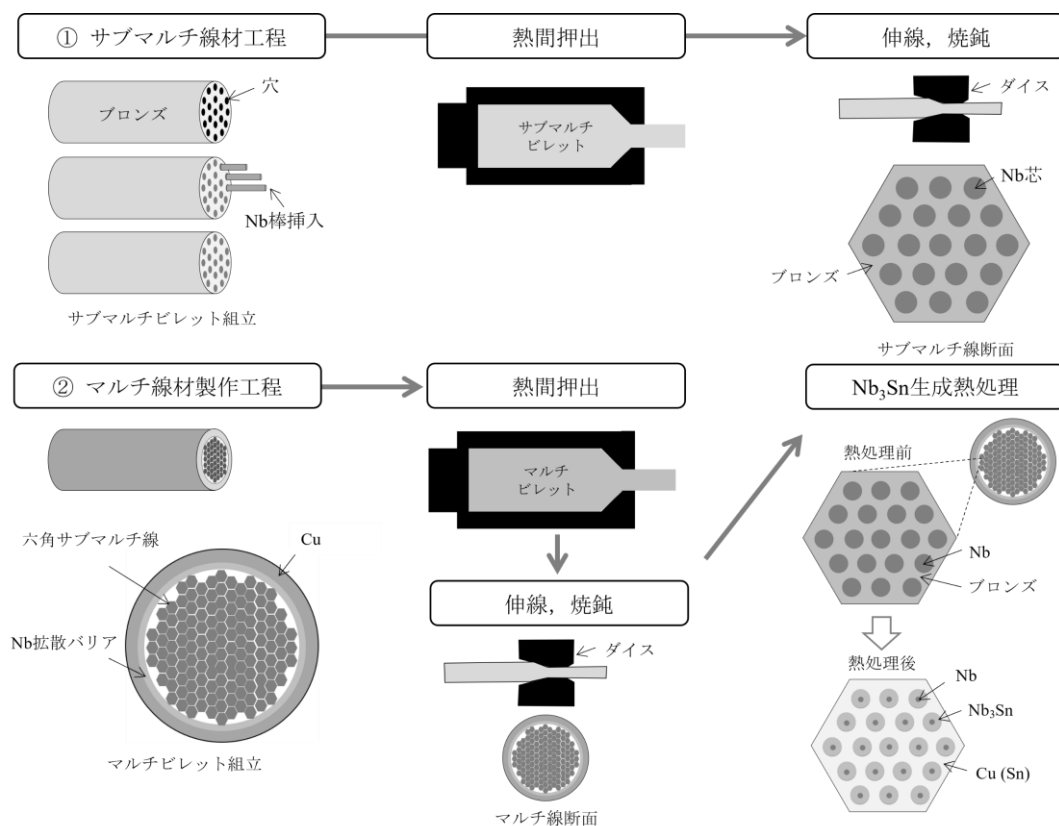 ① サブマルチ線材工程
熱間押出
伸線，焼鈍
ブロンズ
穴
Nb棒挿入
サブマルチビレット組立
サブマルチ
ビレット
ダイス
Nb芯
ブロンズ
サブマルチ線断面
② マルチ線材製作工程
熱間押出
Nb₃Sn生成熱処理
六角サブマルチ線
Cu
Nb拡散バリア
マルチビレット組立
マルチ
ビレット
伸線，焼鈍
ダイス
マルチ線断面
熱処理前
Nb
ブロンズ
熱処理後
Nb
Nb₃Sn
Cu (Sn)